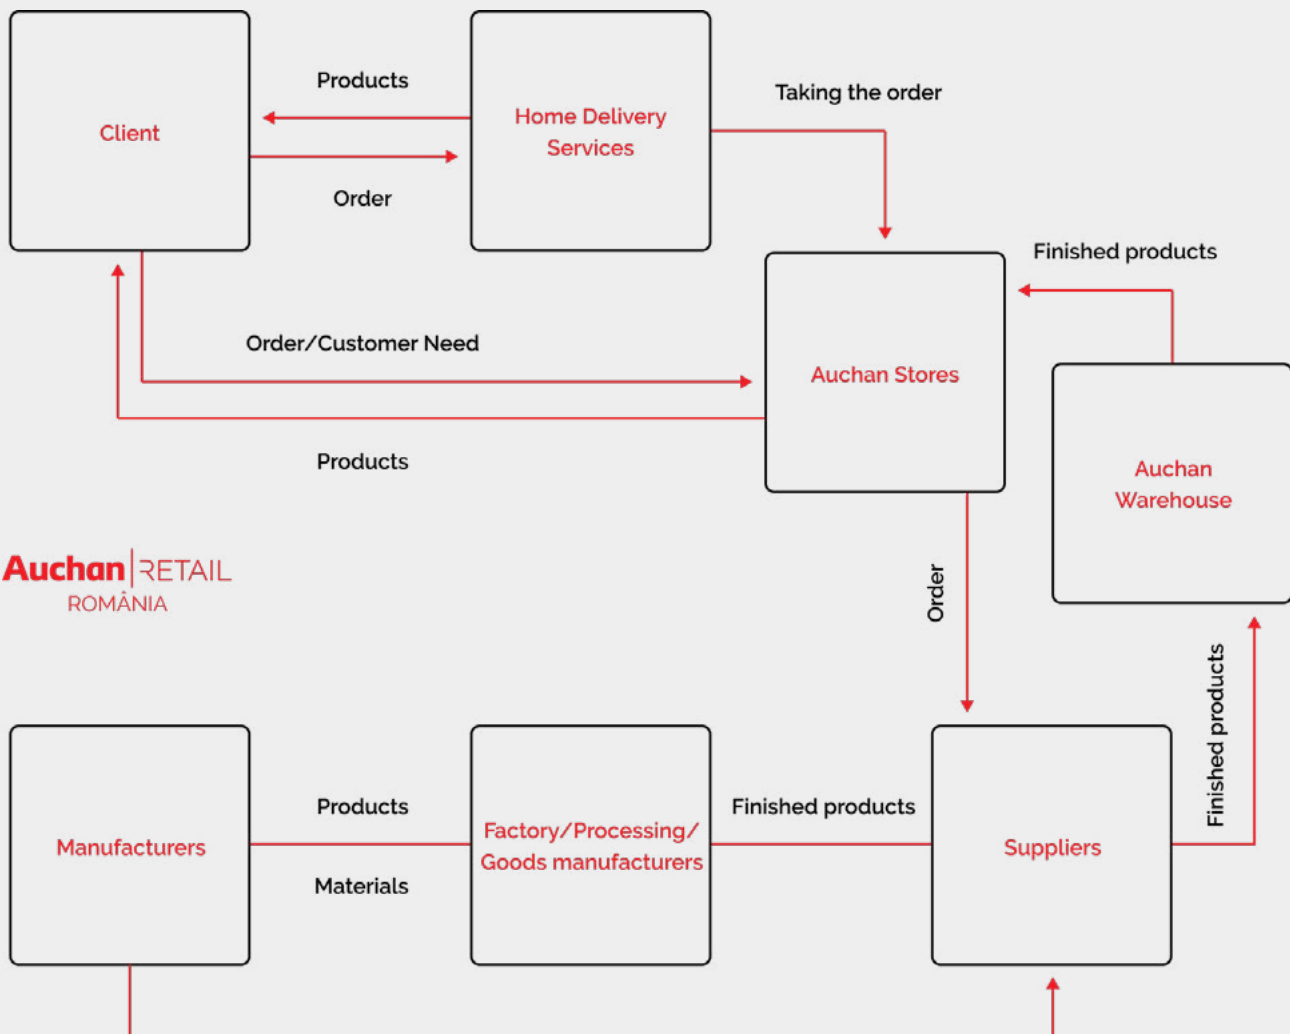 Products
Taking the order
Client
Home Delivery
Services
Order
Finished products
Order/Customer Need
Auchan Stores
Products
Auchan
Warehouse
Auchan RETAIL
ROMÂNIA
Order
Finished products
Products
Finished products
Manufacturers
Factory/Processing/
Goods manufacturers
Suppliers
Materials